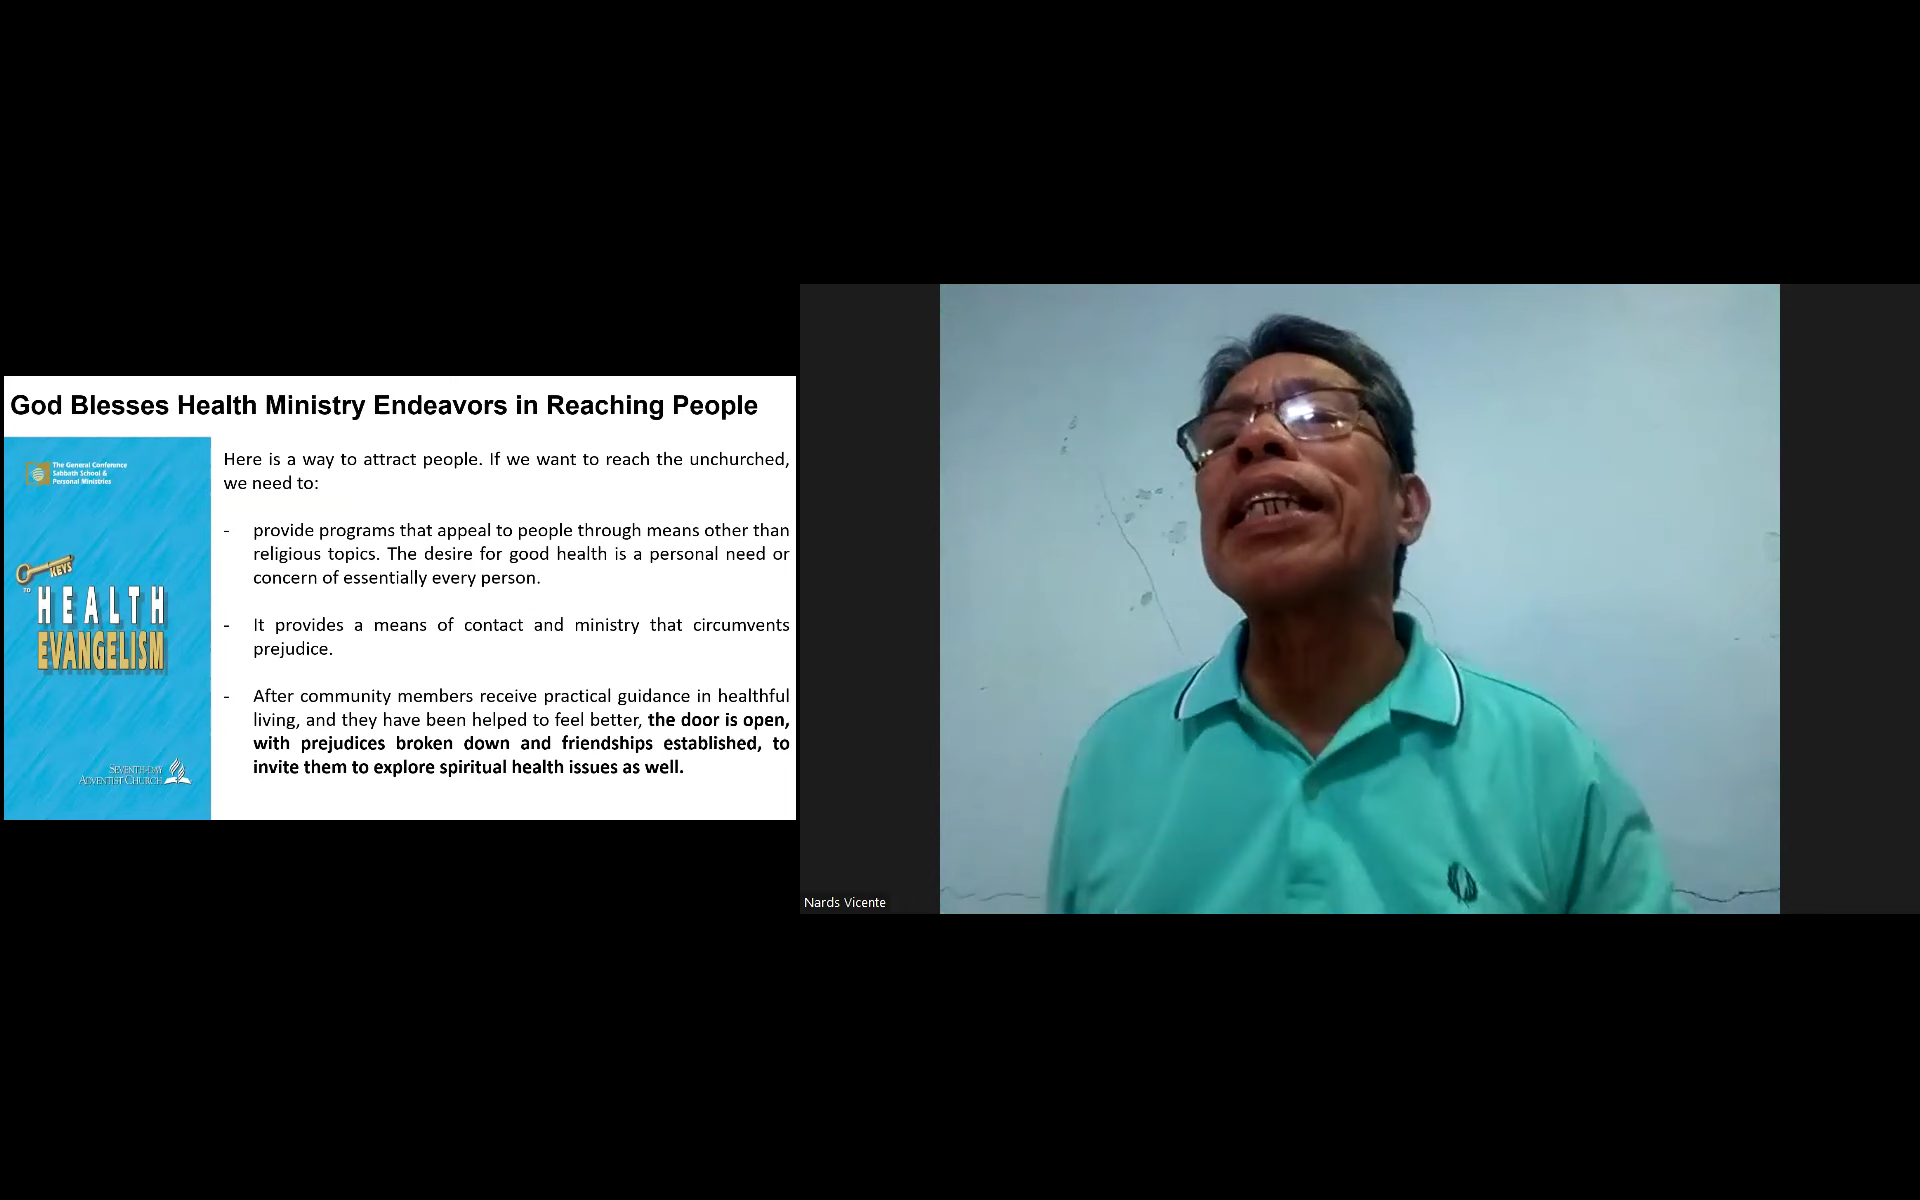 God Blesses Health Ministry Endeavors in Reaching People
The General Conference
Sabbath School &
Personal Ministries
KEYS
TO
HEALTH
EVANGELISM
SEVENTH-DAY
ADVENTIST CHURCH
Here is a way to attract people. If we want to reach the unchurched,
we need to:
- provide programs that appeal to people through means other than
religious topics. The desire for good health is a personal need or
concern of essentially every person.
- It provides a means of contact and ministry that circumvents
prejudice.
- After community members receive practical guidance in healthful
living, and they have been helped to feel better, the door is open,
with prejudices broken down and friendships established, to
invite them to explore spiritual health issues as well.
Nards Vicente